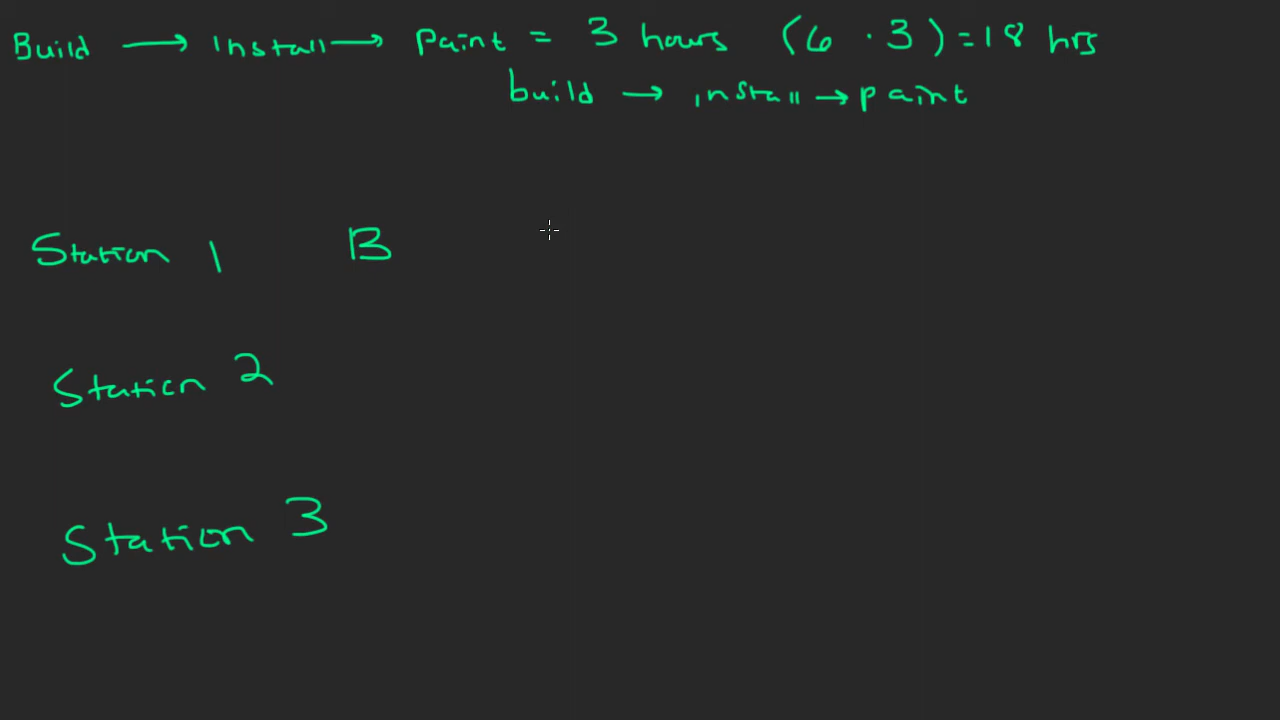 Build → install → paint = 3 hours (6 · 3) = 18 hrs
build → install → paint
Station 1 B
Station 2
Station 3